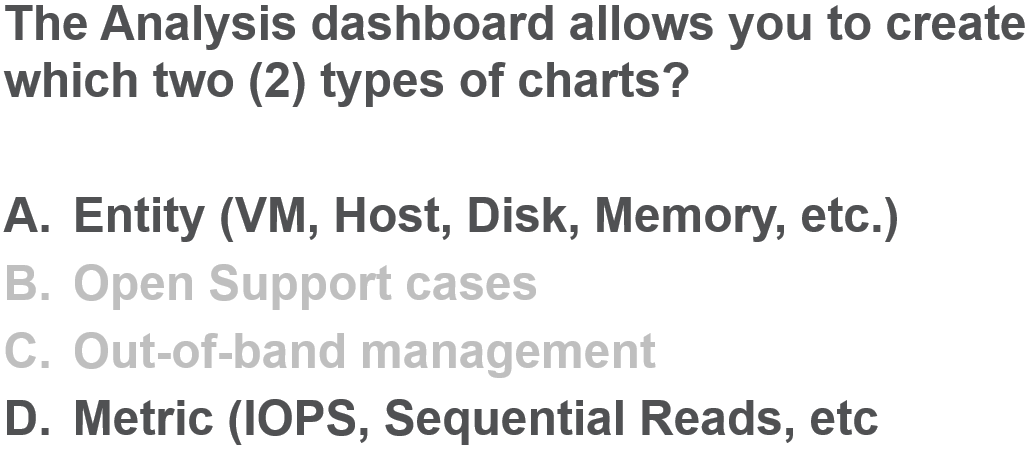 The Analysis dashboard allows you to create
which two (2) types of charts?
A. Entity (VM, Host, Disk, Memory, etc.)
B. Open Support cases
C. Out-of-band management
D. Metric (IOPS, Sequential Reads, etc